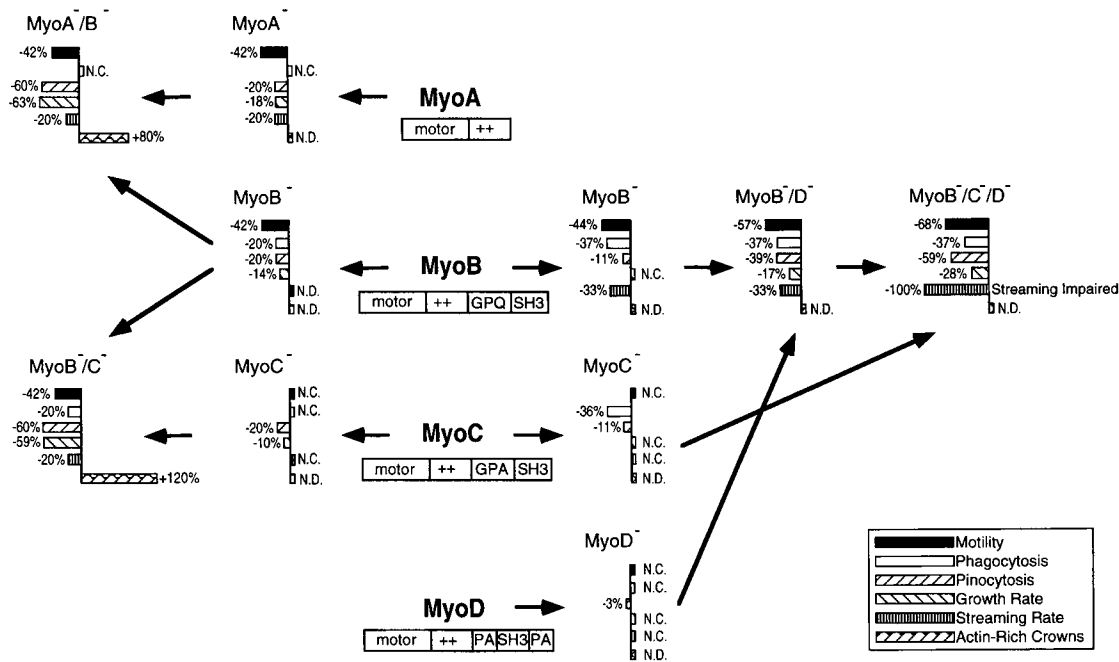 MyoA⁻/B⁻
-42%
N.C.
-60%
-63%
-20%
+80%
MyoA⁻
-42%
N.C.
-20%
-18%
-20%
N.D.
MyoA
motor ++
MyoB⁻
-42%
-20%
-20%
-14%
N.D.
N.D.
MyoB
motor ++ GPQ SH3
MyoB⁻
-44%
-37%
-11%
N.C.
-33%
N.D.
MyoB⁻/D⁻
-57%
-37%
-39%
-17%
-33%
N.D.
MyoB⁻/C⁻/D⁻
-68%
-37%
-59%
-28%
-100% Streaming Impaired
N.D.
MyoB⁻/C⁻
-42%
-20%
-60%
-59%
-20%
+120%
MyoC⁻
N.C.
N.C.
-20%
-10%
N.C.
N.D.
MyoC
motor ++ GPA SH3
MyoC⁻
N.C.
-36%
-11%
N.C.
N.C.
N.D.
MyoD
motor ++ PA SH3 PA
MyoD⁻
N.C.
N.C.
-3%
N.C.
N.C.
N.D.
Motility
Phagocytosis
Pinocytosis
Growth Rate
Streaming Rate
Actin-Rich Crowns